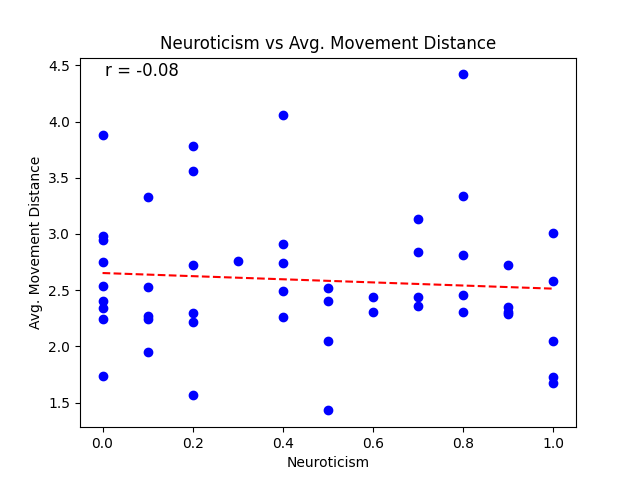 Neuroticism vs Avg. Movement Distance
r = -0.08
4.5
4.0
3.5
3.0
2.5
2.0
1.5
Avg. Movement Distance
0.0 0.2 0.4 0.6 0.8 1.0
Neuroticism